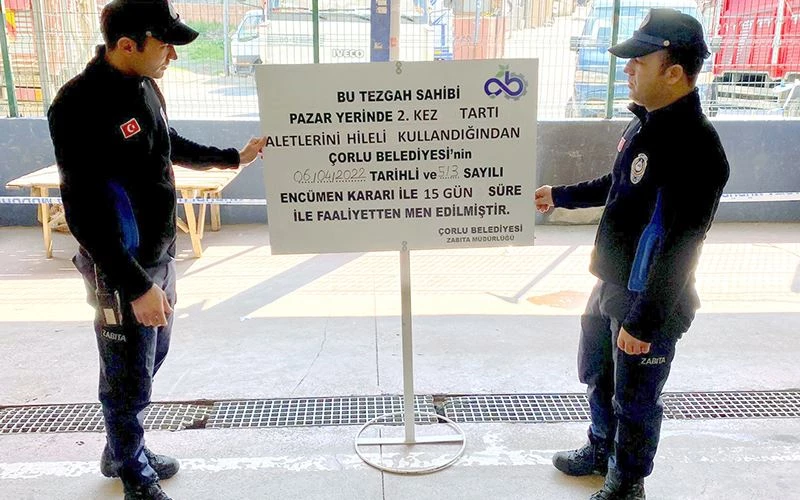 IVECO
BU TEZGAH SAHİBİ
PAZAR YERİNDE 2. KEZ TARTI
ALETLERİNİ HİLELİ KULLANDIĞINDAN
ÇORLU BELEDİYESİ'nin
06/04/2022 TARİHLİ ve 513 SAYILI
ENCÜMEN KARARI İLE 15 GÜN SÜRE
İLE FAALİYETTEN MEN EDİLMİŞTİR.
ÇORLU BELEDİYESİ
ZABITA MÜDÜRLÜĞÜ
ZABITA
ZABITA